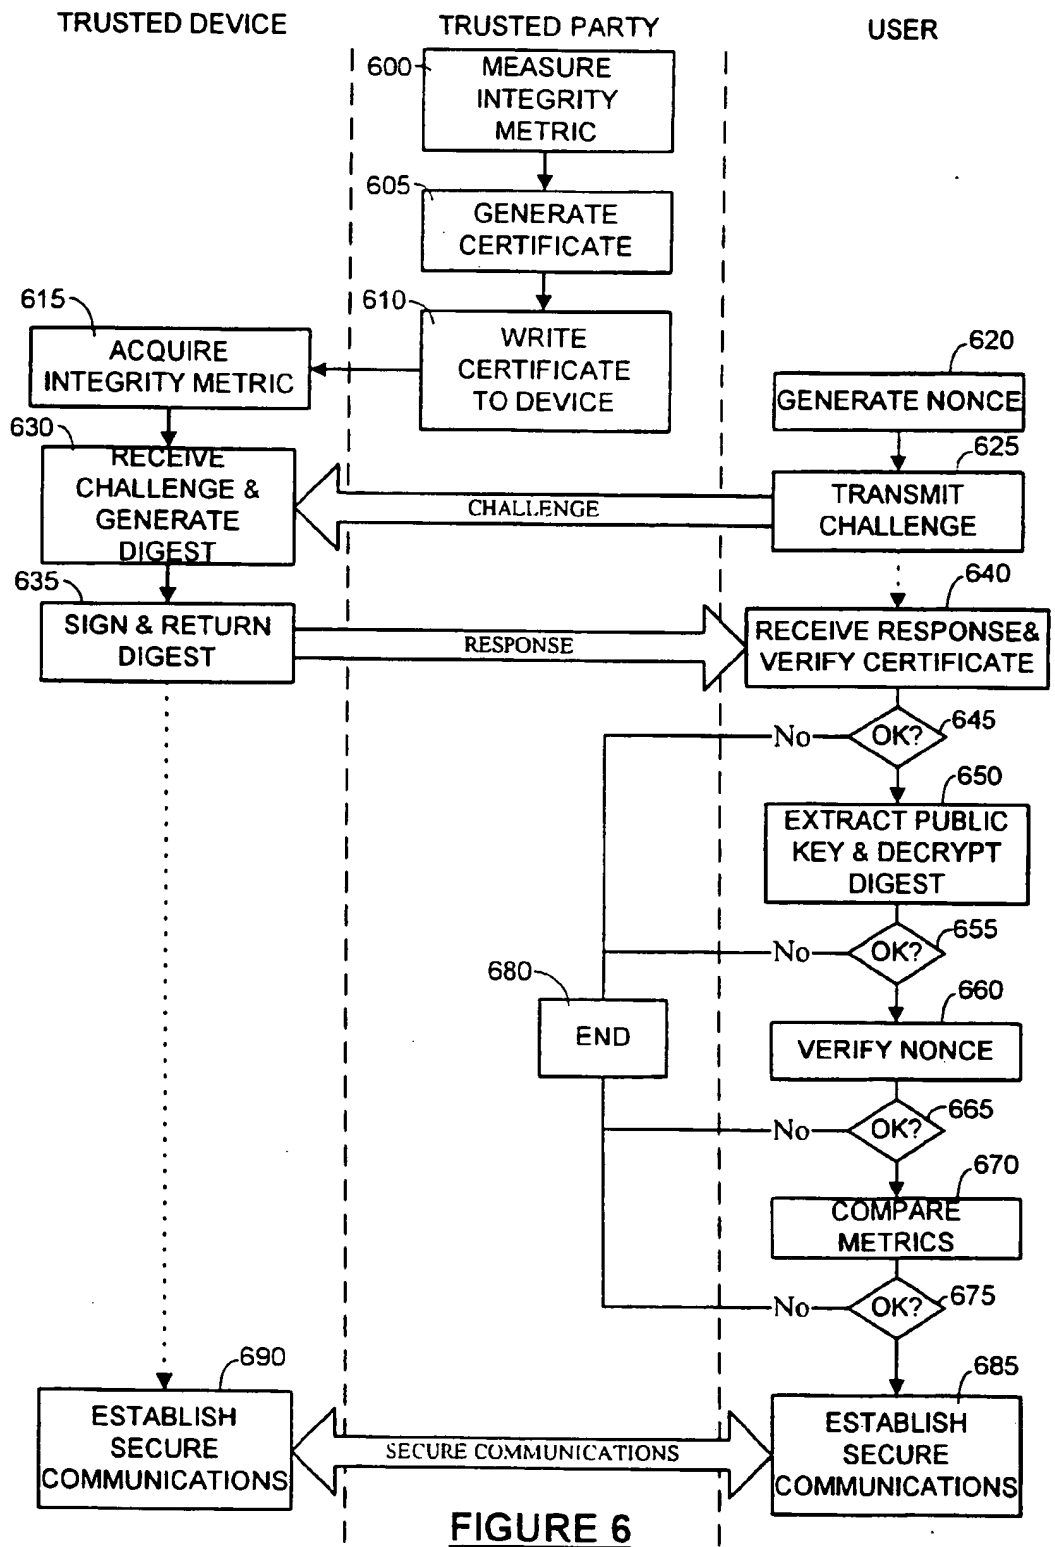 TRUSTED DEVICE
TRUSTED PARTY
USER
600
MEASURE
INTEGRITY
METRIC
605
GENERATE
CERTIFICATE
610
WRITE
CERTIFICATE
TO DEVICE
615
ACQUIRE
INTEGRITY METRIC
620
GENERATE NONCE
625
TRANSMIT
CHALLENGE
CHALLENGE
630
RECEIVE
CHALLENGE &
GENERATE
DIGEST
635
SIGN & RETURN
DIGEST
RESPONSE
640
RECEIVE RESPONSE&
VERIFY CERTIFICATE
645
OK?
No
650
EXTRACT PUBLIC
KEY & DECRYPT
DIGEST
655
OK?
No
680
END
660
VERIFY NONCE
665
OK?
No
670
COMPARE
METRICS
675
OK?
No
690
ESTABLISH
SECURE
COMMUNICATIONS
SECURE COMMUNICATIONS
685
ESTABLISH
SECURE
COMMUNICATIONS
FIGURE 6